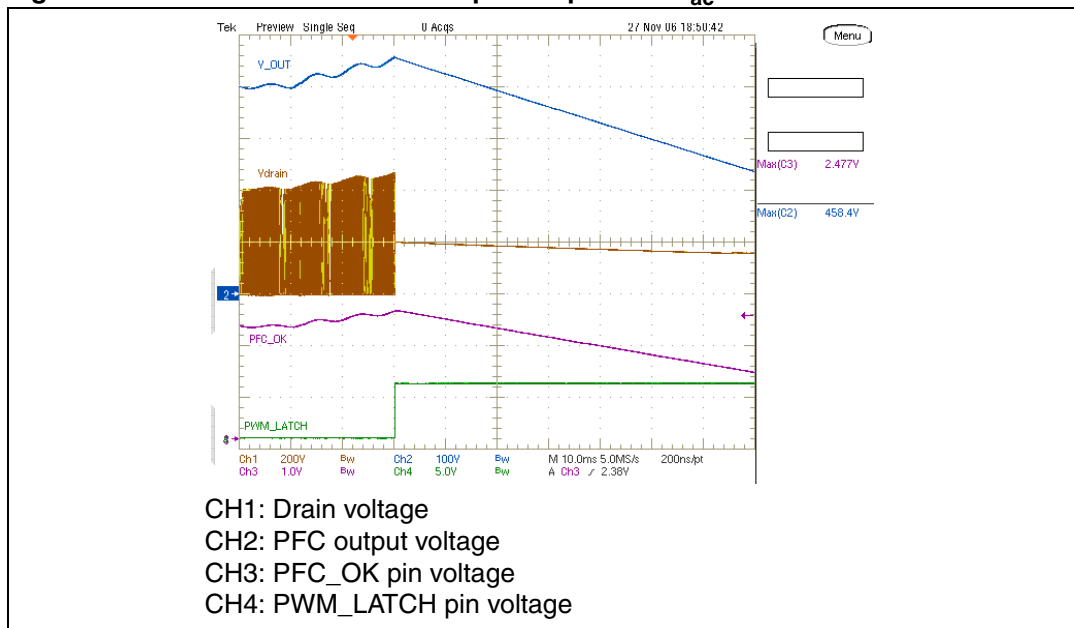 Tek Preview Single Seq 0 Acqs 27 Nov 06 18:50:42
Menu
V_OUT
Max(C3) 2.477V
Vdrain
Max(C2) 458.4V
2
PFC_OK
PWM_LATCH
Ch1 200V Bw Ch2 100V Bw M 10.0ms 5.0MS/s 200ns/pt
Ch3 1.0V Bw Ch4 5.0V Bw A Ch3 / 2.38V
CH1: Drain voltage
CH2: PFC output voltage
CH3: PFC_OK pin voltage
CH4: PWM_LATCH pin voltage